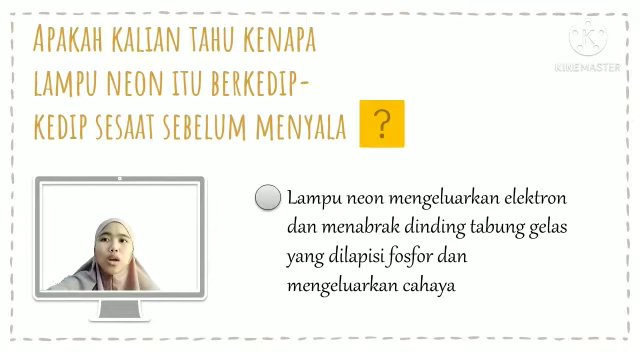 APAKAH KALIAN TAHU KENAPA
LAMPU NEON ITU BERKEDIP-
KEDIP SESAAT SEBELUM MENYALA ?
KINEMASTER
Lampu neon mengeluarkan elektron
dan menabrak dinding tabung gelas
yang dilapisi fosfor dan
mengeluarkan cahaya